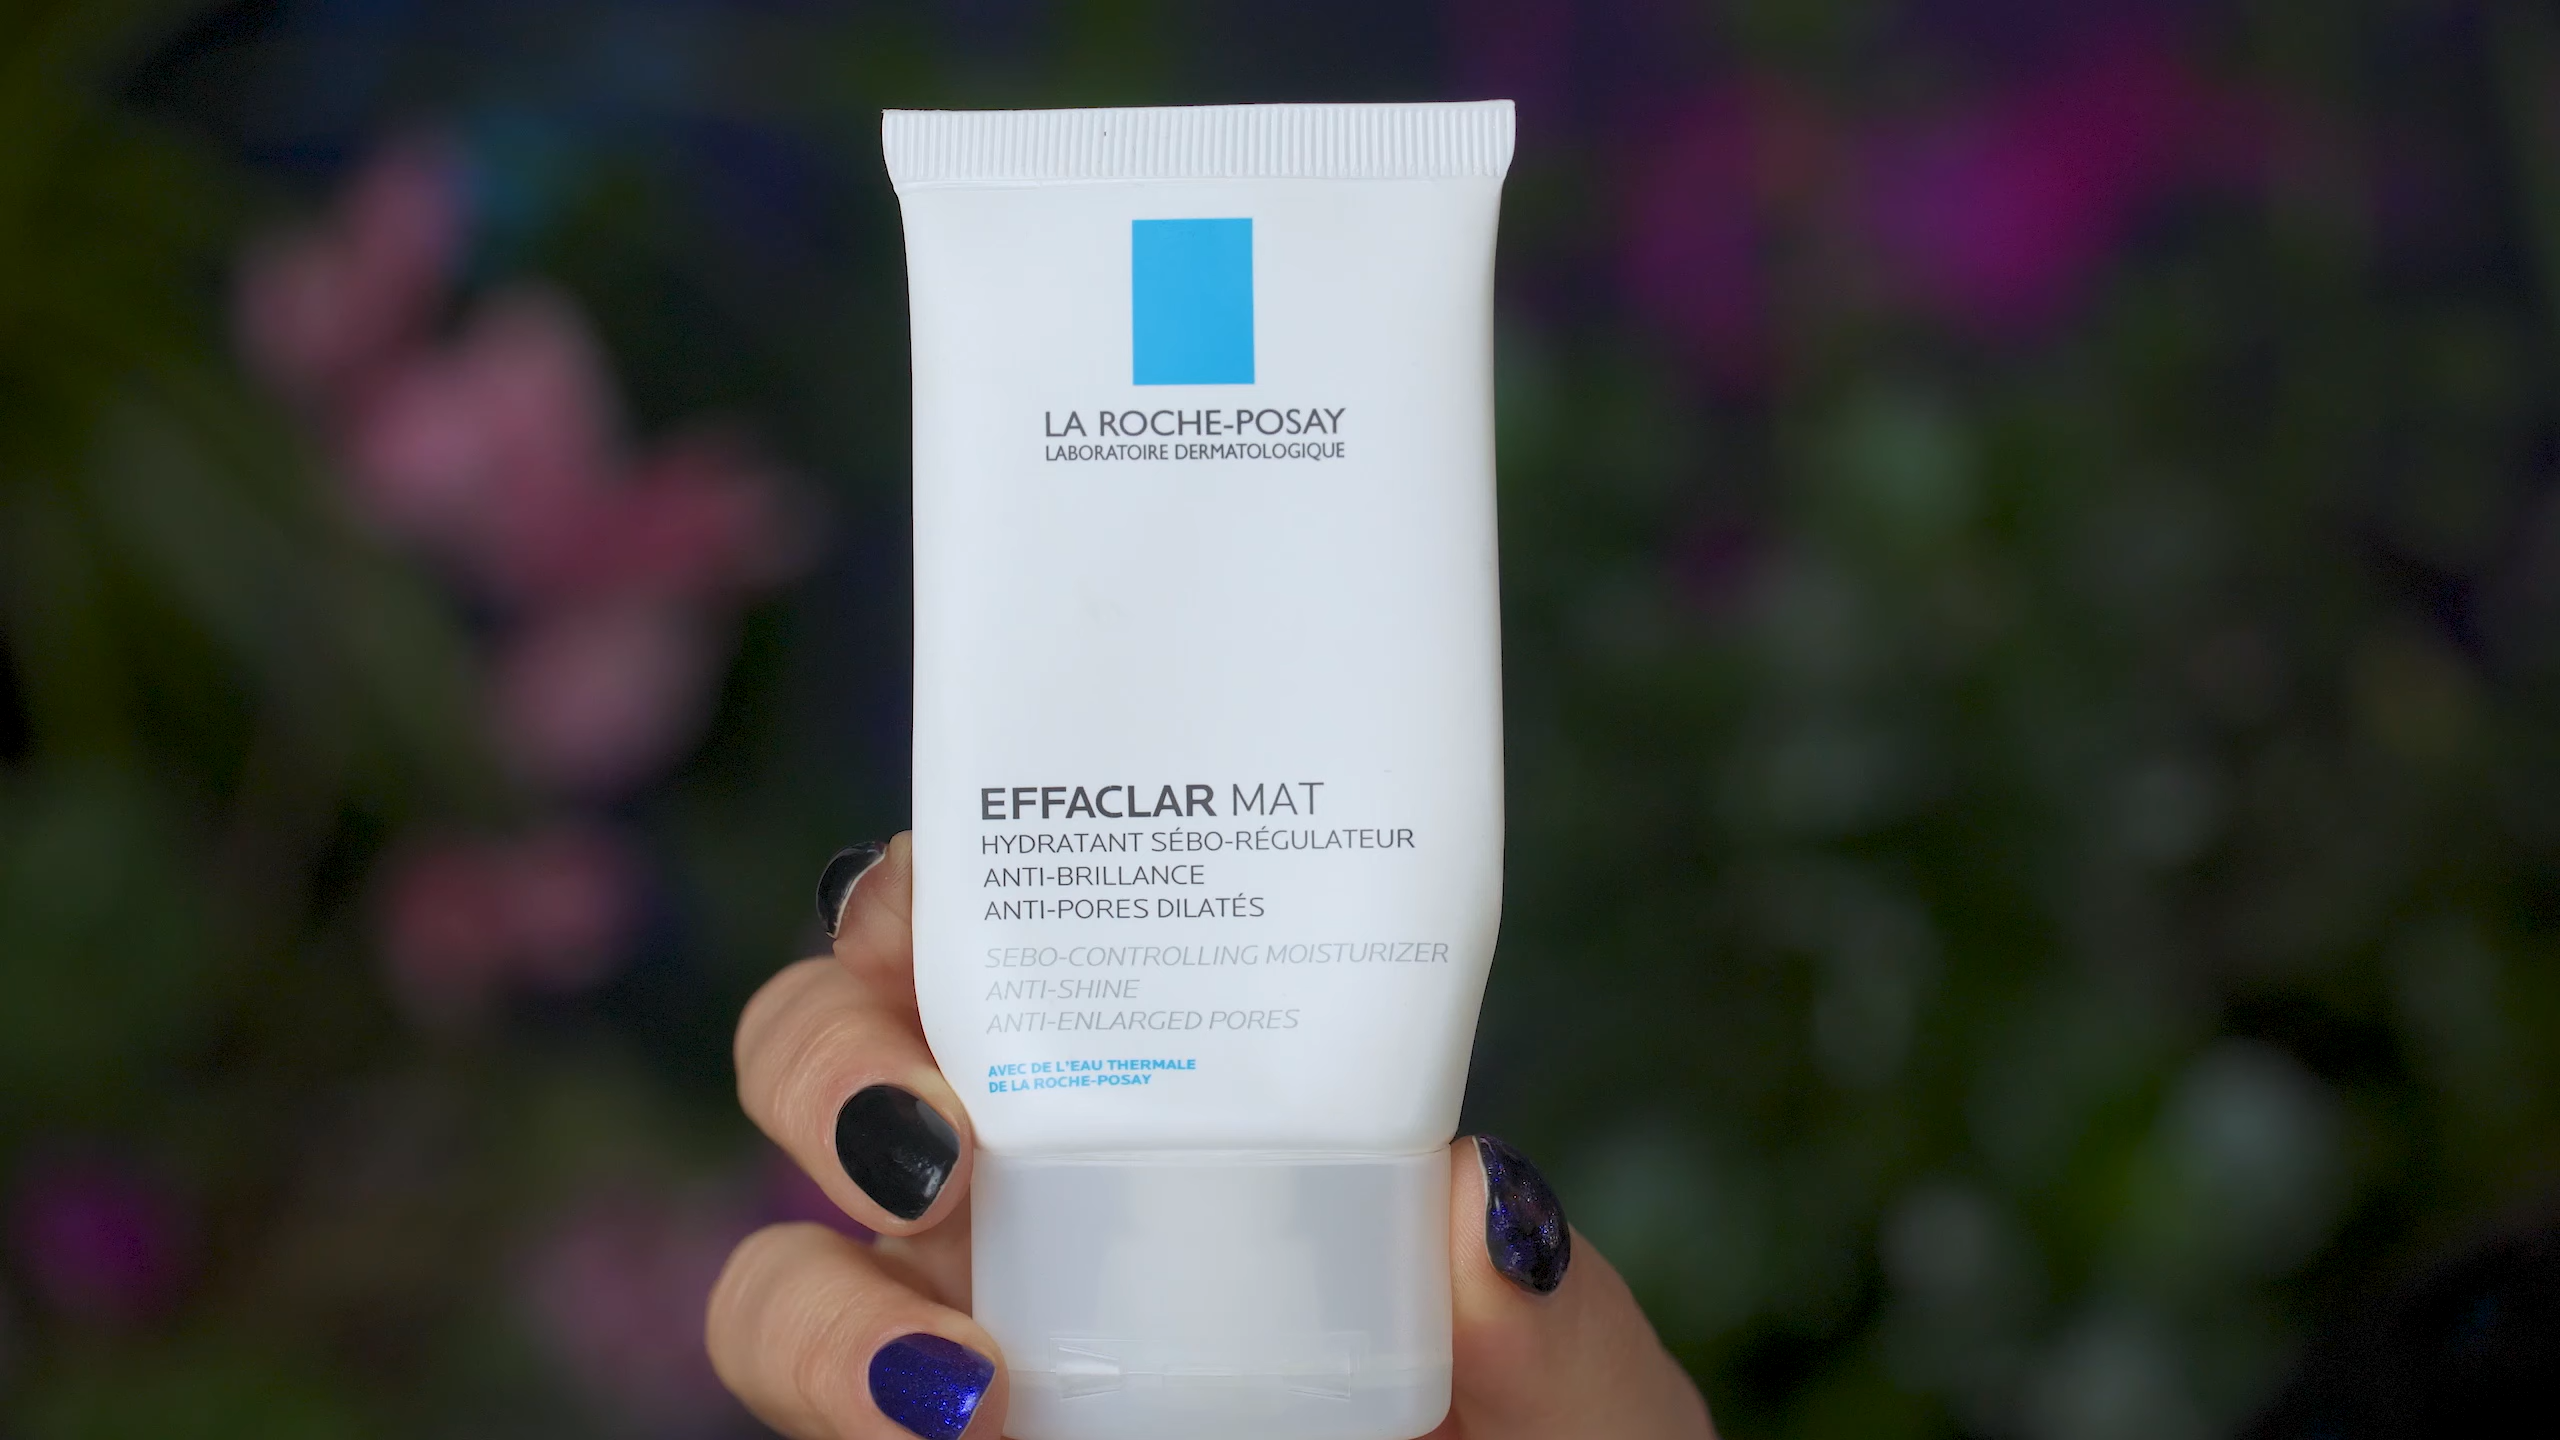 LA ROCHE-POSAY
LABORATOIRE DERMATOLOGIQUE
EFFACLAR MAT
HYDRATANT SÉBO-RÉGULATEUR
ANTI-BRILLANCE
ANTI-PORES DILATÉS
SEBO-CONTROLLING MOISTURIZER
ANTI-SHINE
ANTI-ENLARGED PORES
AVEC DE L'EAU THERMALE
DE LA ROCHE-POSAY